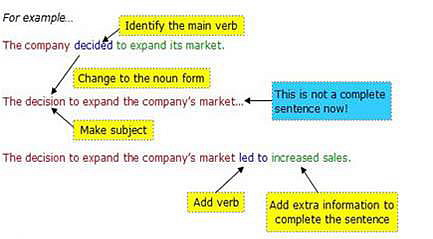 For example...
Identify the main verb
The company decided to expand its market.
Change to the noun form
This is not a complete
sentence now!
The decision to expand the company's market...
Make subject
The decision to expand the company's market led to increased sales.
Add verb
Add extra information to
complete the sentence